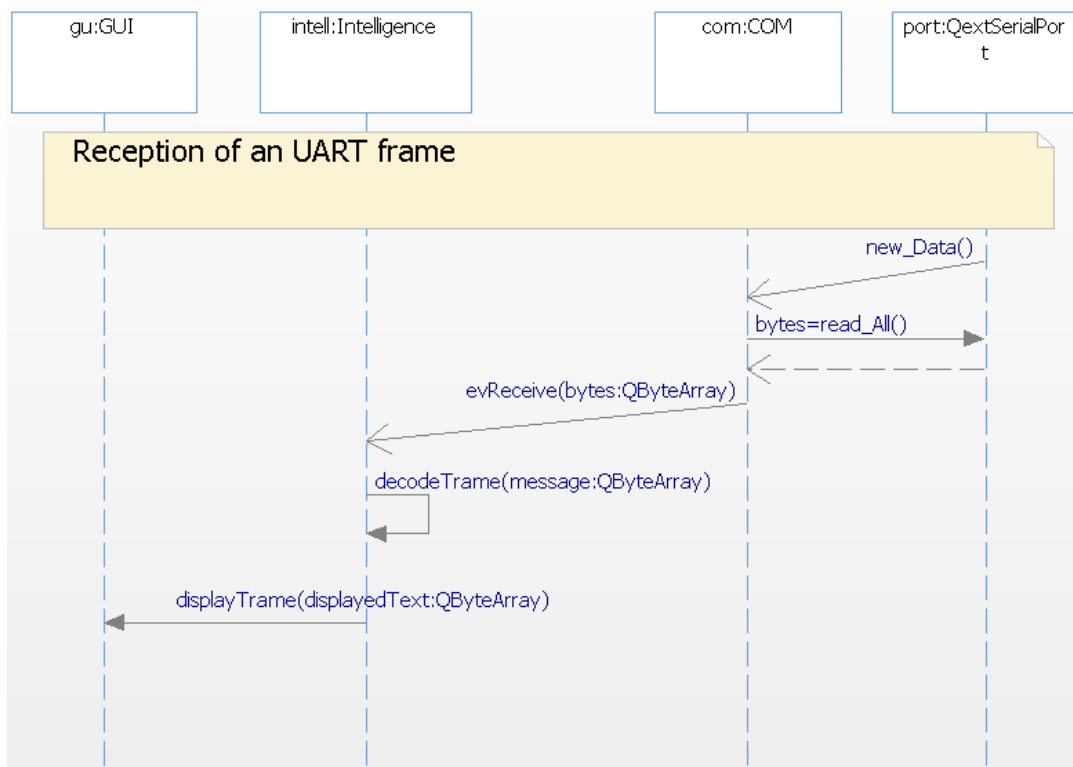 gu:GUI
intell:Intelligence
com:COM
port:QextSerialPor
t
Reception of an UART frame
new_Data()
bytes=read_All()
evReceive(bytes:QByteArray)
decodeTrame(message:QByteArray)
displayTrame(displayedText:QByteArray)